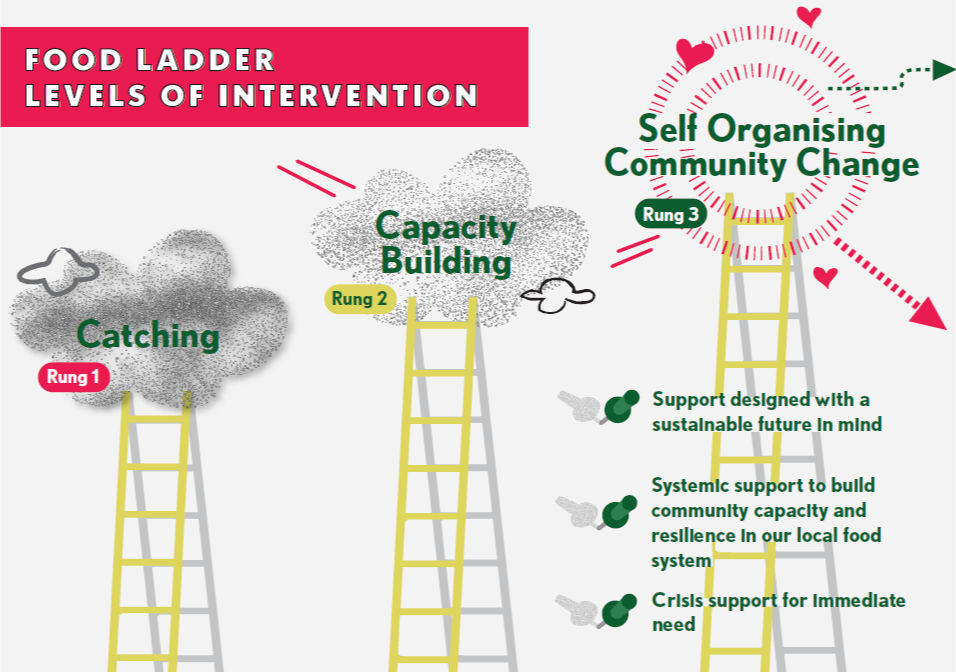 FOOD LADDER
LEVELS OF INTERVENTION
Catching
Rung 1
Capacity
Building
Rung 2
Self Organising
Community Change
Rung 3
Support designed with a
sustainable future in mind
Systemic support to build
community capacity and
resilience in our local food
system
Crisis support for immediate
need